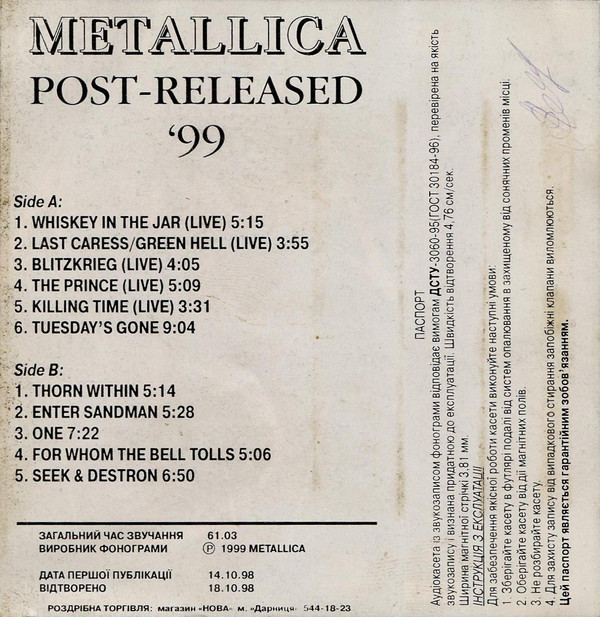 METALLICA
POST-RELEASED
‘99
Side A:
1. WHISKEY IN THE JAR (LIVE) 5:15
2. LAST CARESS/GREEN HELL (LIVE) 3:55
3. BLITZKRIEG (LIVE) 4:05
4. THE PRINCE (LIVE) 5:09
5. KILLING TIME (LIVE) 3:31
6. TUESDAY'S GONE 9:04
Side B:
1. THORN WITHIN 5:14
2. ENTER SANDMAN 5:28
3. ONE 7:22
4. FOR WHOM THE BELL TOLLS 5:06
5. SEEK & DESTRON 6:50
ЗАГАЛЬНИЙ ЧАС ЗВУЧАННЯ 61.03
ВИРОБНИК ФОНОГРАМИ Ⓟ 1999 METALLICA
ДАТА ПЕРШОЇ ПУБЛІКАЦІЇ 14.10.98
ВІДТВОРЕНО 18.10.98
РОЗДРІБНА ТОРГІВЛЯ: магазин «НОВА» м. «Дарниця» 544-18-23
ПАСПОРТ
Аудіокасета із звукозаписом фонограми відповідає вимогам ДСТУ-3060-95(ГОСТ 30184-96), перевірена на якість
звукозапису і визнана придатною до експлуатації. Швидкість відтворення 4,76 см/сек.
Ширина магнітної стрічки 3,81 мм.
ІНСТРУКЦІЯ З ЕКСПЛУАТАЦІЇ
Для забезпечення якісної роботи касети виконуйте наступні умови:
1. Зберігайте касету в футлярі подалі від систем опалювання в захищеному від сонячних променів місці.
2. Оберігайте касету від дії магнітних полів.
3. Не розбирайте касету.
4. Для захисту запису від випадкового стирання запобіжні клапани виломлюються.
Цей паспорт являється гарантійним зобов'язанням.